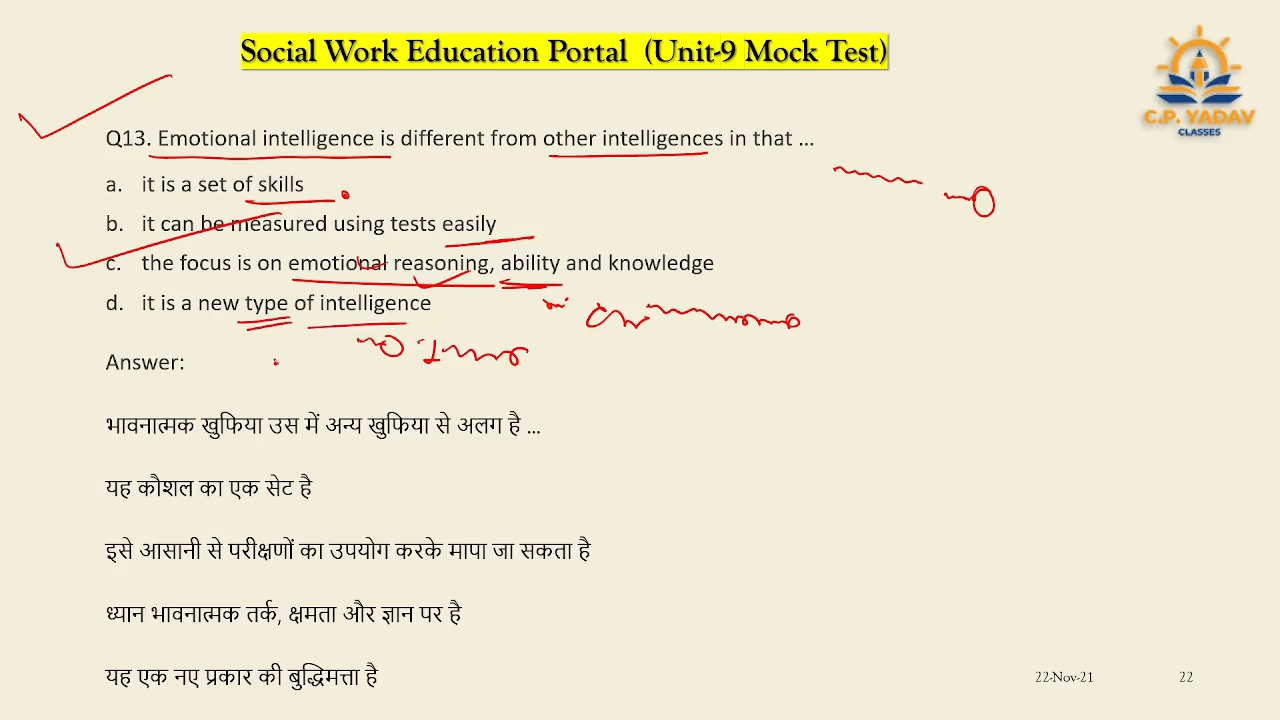 Social Work Education Portal (Unit-9 Mock Test)
C.P. YADAV
CLASSES
Q13. Emotional intelligence is different from other intelligences in that ...
a. it is a set of skills
b. it can be measured using tests easily
c. the focus is on emotional reasoning, ability and knowledge
d. it is a new type of intelligence
Answer:
भावनात्मक खुफिया उस में अन्य खुफिया से अलग है ...
यह कौशल का एक सेट है
इसे आसानी से परीक्षणों का उपयोग करके मापा जा सकता है
ध्यान भावनात्मक तर्क, क्षमता और ज्ञान पर है
यह एक नए प्रकार की बुद्धिमत्ता है
22-Nov-21 22